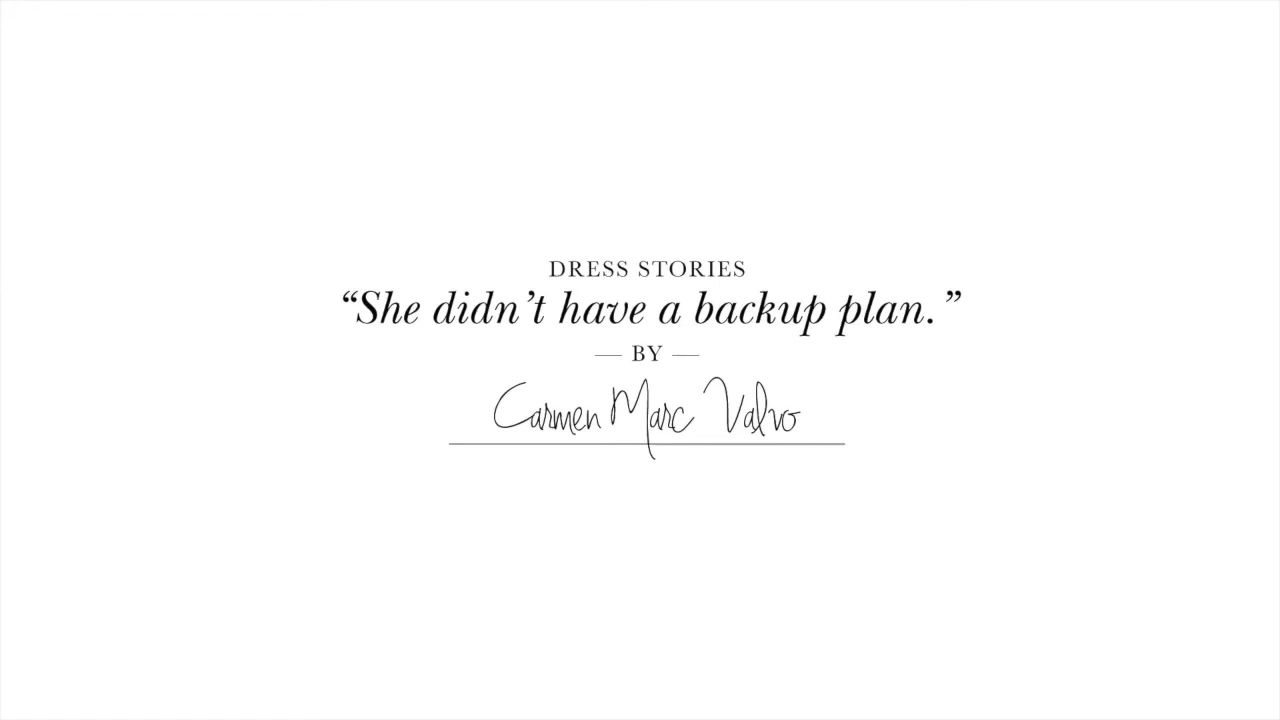 DRESS STORIES
“She didn’t have a backup plan.”
— BY —
Carmen Marc Valvo